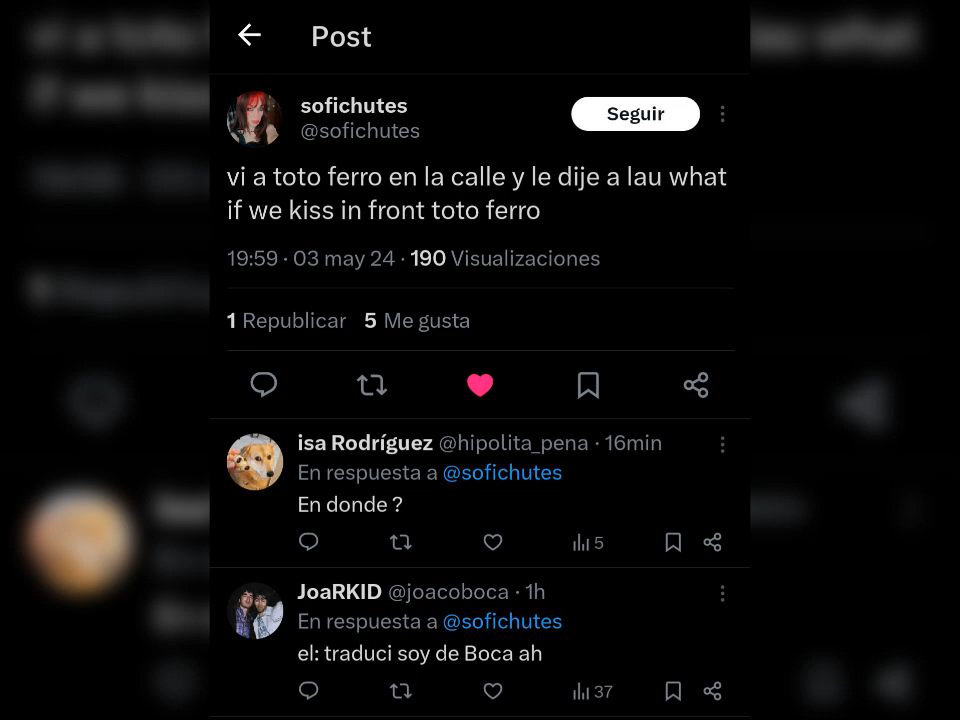 Post
sofichutes
@sofichutes
Seguir
vi a toto ferro en la calle y le dije a lau what
if we kiss in front toto ferro
19:59 · 03 may 24 · 190 Visualizaciones
1 Republicar 5 Me gusta
isa Rodríguez @hipolita_pena · 16min
En respuesta a @sofichutes
En donde ?
5
JoaRKID @joacoboca · 1h
En respuesta a @sofichutes
el: traduci soy de Boca ah
37